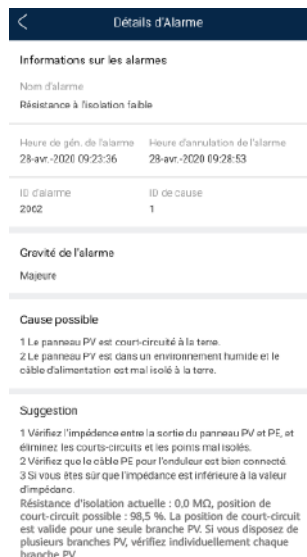 Détails d'Alarme
Informations sur les alarmes
Nom d'alarme
Résistance à l'isolation faible
Heure de gén. de l'alarme Heure d'annulation de l'alarme
28-avr.-2020 09:23:36 28-avr.-2020 09:28:53
ID d'alarme ID de cause
2062 1
Gravité de l'alarme
Majeure
Cause possible
1 Le panneau PV est court-circuité à la terre.
2 Le panneau PV est dans un environnement humide et le
câble d'alimentation est mal isolé à la terre.
Suggestion
1 Vérifiez l'impédence entre la sortie du panneau PV et PE, et
éliminez les courts-circuits et les points mal isolés.
2 Vérifiez que le câble PE pour l'onduleur est bien connecté.
3 Si vous êtes sûr que l'impédance est inférieure à la valeur
d'impédanc.
Résistance d'isolation actuelle : 0,0 MΩ, position de
court-circuit possible : 98,5 %. La position de court-circuit
est valide pour une seule branche PV. Si vous disposez de
plusieurs branches PV, vérifiez individuellement chaque
branche PV.